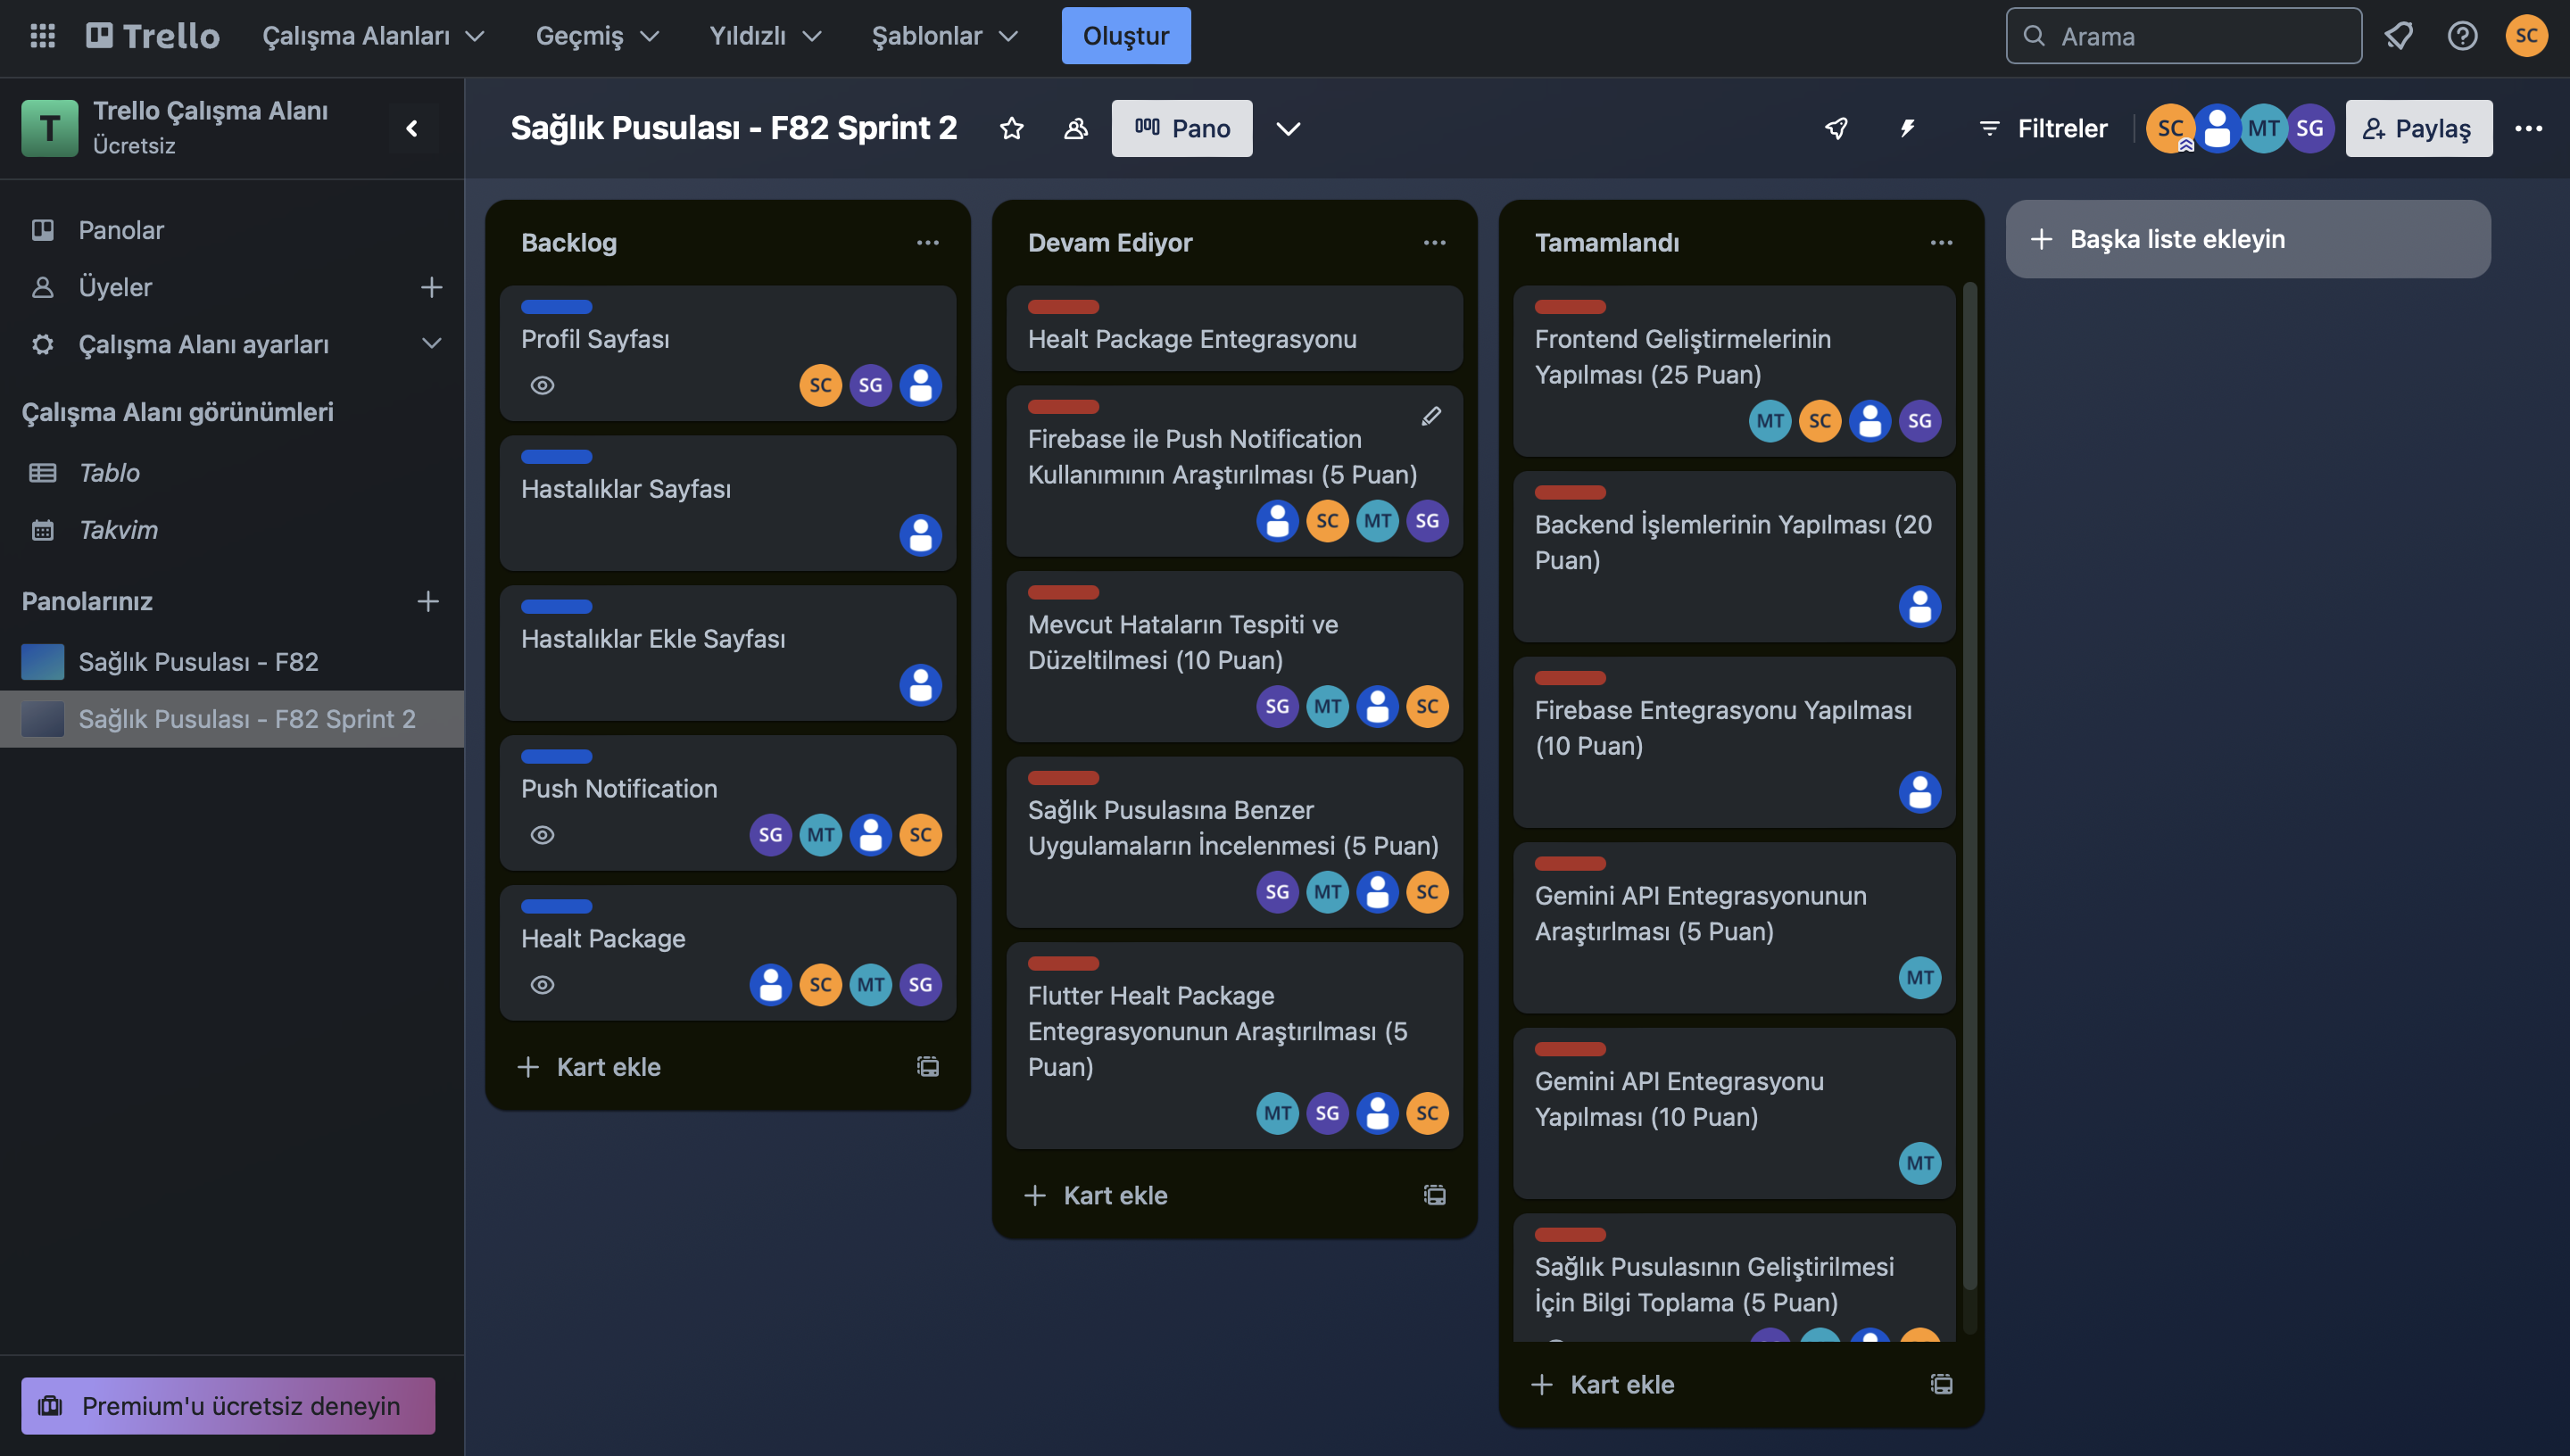 Trello
Çalışma Alanları
Geçmiş
Yıldızlı
Şablonlar
Oluştur
Arama
SC
T
Trello Çalışma Alanı
Ücretsiz
Sağlık Pusulası - F82 Sprint 2
Pano
Filtreler
SC
MT
SG
Paylaş
Panolar
Üyeler
Çalışma Alanı ayarları
Çalışma Alanı görünümleri
Tablo
Takvim
Panolarınız
Sağlık Pusulası - F82
Sağlık Pusulası - F82 Sprint 2
Premium'u ücretsiz deneyin
Backlog
Profil Sayfası
SC SG
Hastalıklar Sayfası
Hastalıklar Ekle Sayfası
Push Notification
SG MT SC
Healt Package
SC MT SG
Kart ekle
Devam Ediyor
Healt Package Entegrasyonu
Firebase ile Push Notification
Kullanımının Araştırılması (5 Puan)
SC MT SG
Mevcut Hataların Tespiti ve
Düzeltilmesi (10 Puan)
SG MT SC
Sağlık Pusulasına Benzer
Uygulamaların İncelenmesi (5 Puan)
SG MT SC
Flutter Healt Package
Entegrasyonunun Araştırılması (5
Puan)
MT SG SC
Kart ekle
Tamamlandı
Frontend Geliştirmelerinin
Yapılması (25 Puan)
MT SC SG
Backend İşlemlerinin Yapılması (20
Puan)
Firebase Entegrasyonu Yapılması
(10 Puan)
Gemini API Entegrasyonunun
Araştırlması (5 Puan)
MT
Gemini API Entegrasyonu
Yapılması (10 Puan)
MT
Sağlık Pusulasının Geliştirilmesi
İçin Bilgi Toplama (5 Puan)
Kart ekle
Başka liste ekleyin